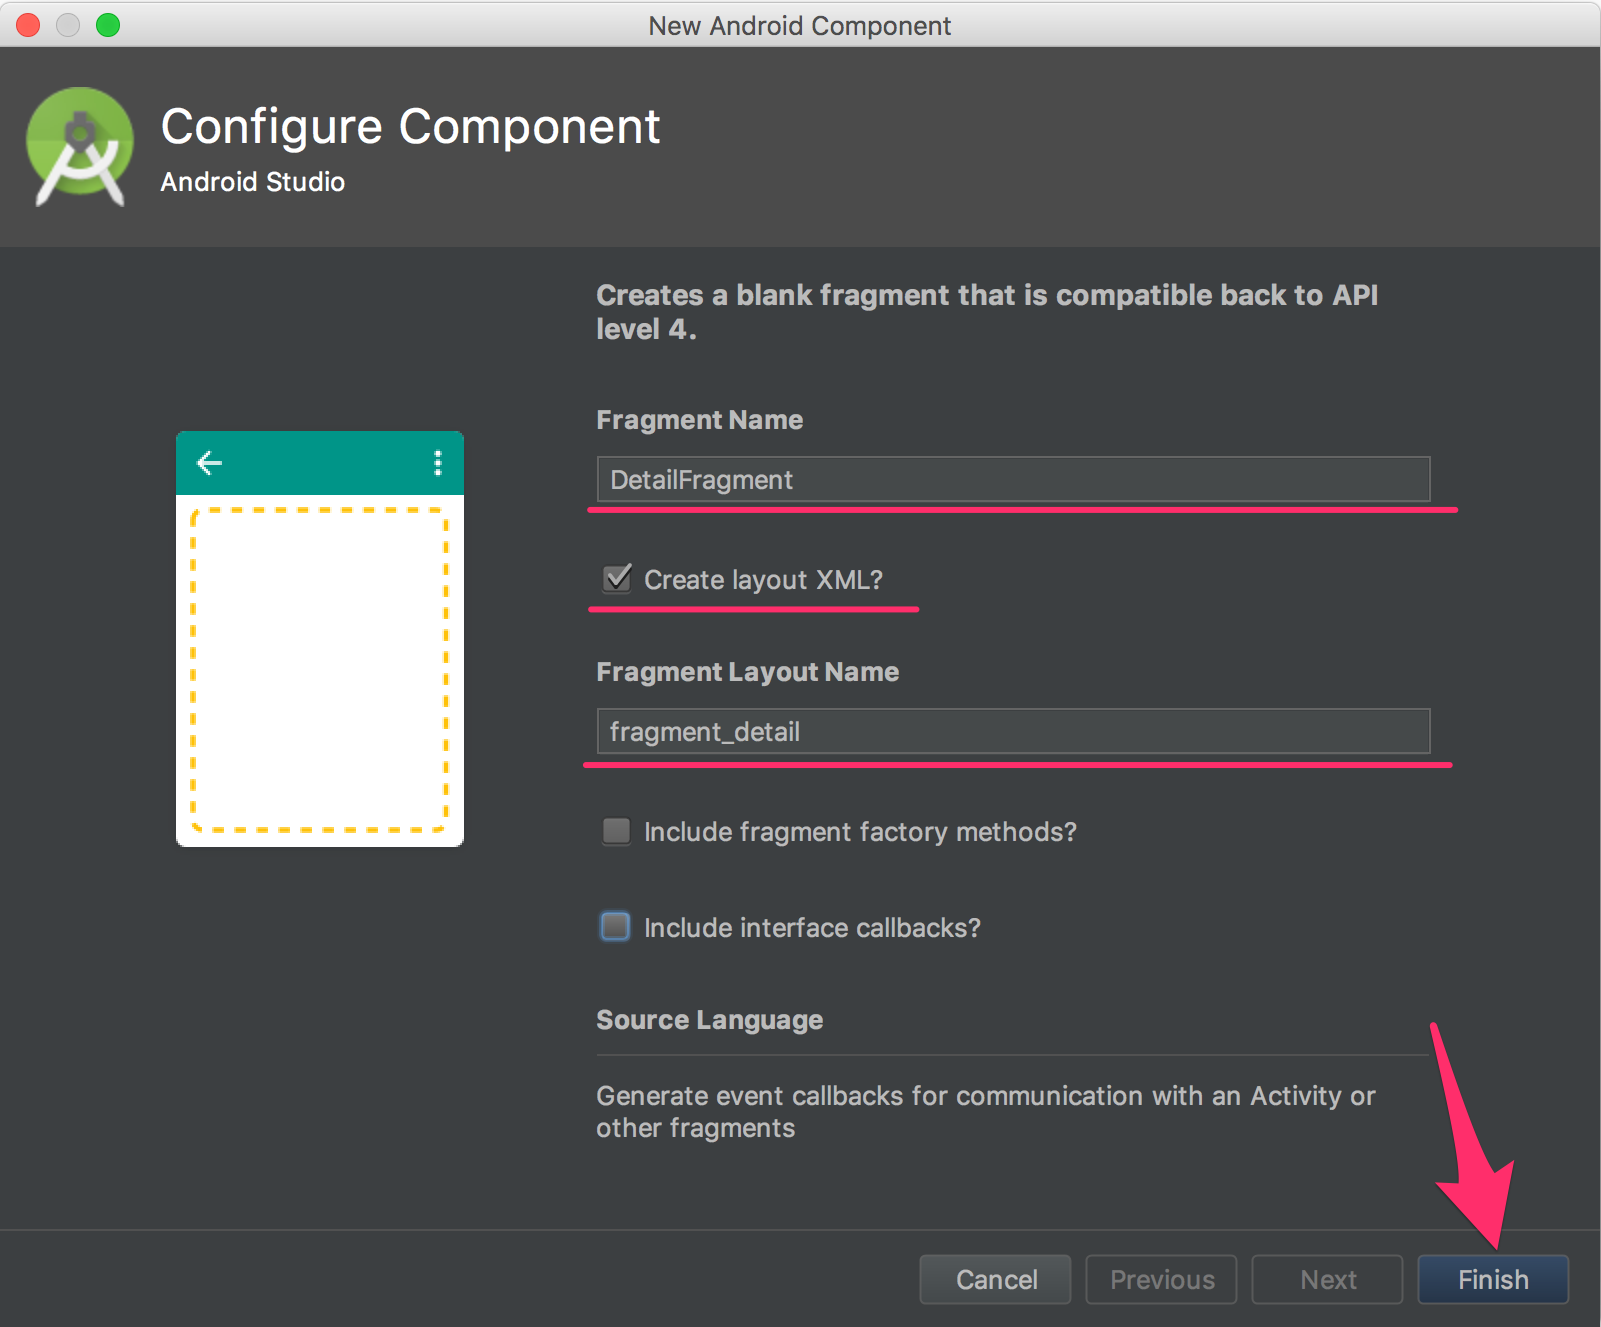 New Android Component
Configure Component
Android Studio
Creates a blank fragment that is compatible back to API
level 4.
Fragment Name
DetailFragment
Create layout XML?
Fragment Layout Name
fragment_detail
Include fragment factory methods?
Include interface callbacks?
Source Language
Generate event callbacks for communication with an Activity or
other fragments
Cancel
Previous
Next
Finish